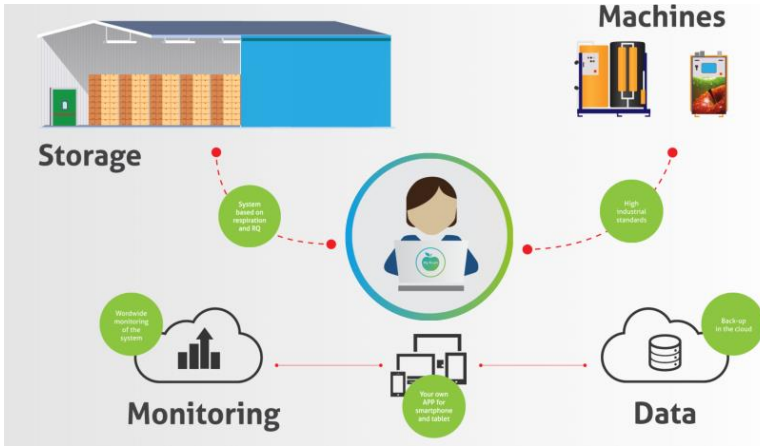 Machines
Storage
System
based on
respiration
and RQ
High
industrial
standards
Wordwide
monitoring
of the
system
Back-up
in the cloud
Your own
APP for
smartphone
and tablet
Monitoring
Data